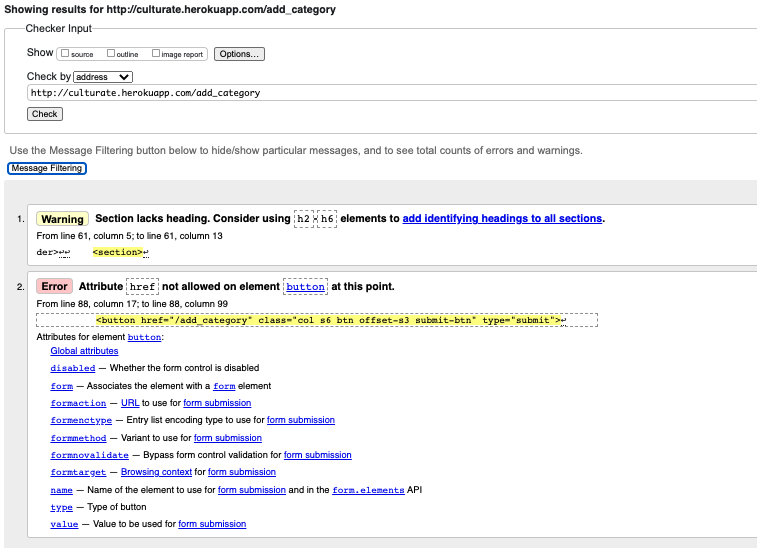 Showing results for http://culturate.herokuapp.com/add_category
Checker Input
Show source outline image report Options...
Check by address
http://culturate.herokuapp.com/add_category
Check
Use the Message Filtering button below to hide/show particular messages, and to see total counts of errors and warnings.
Message Filtering
1. Warning Section lacks heading. Consider using h2-h6 elements to add identifying headings to all sections.
From line 61, column 5; to line 61, column 13
der>↩↩ <section>↩
2. Error Attribute href not allowed on element button at this point.
From line 88, column 17; to line 88, column 99
<button href="/add_category" class="col s6 btn offset-s3 submit-btn" type="submit">↩
Attributes for element button:
Global attributes
disabled — Whether the form control is disabled
form — Associates the element with a form element
formaction — URL to use for form submission
formenctype — Entry list encoding type to use for form submission
formmethod — Variant to use for form submission
formnovalidate — Bypass form control validation for form submission
formtarget — Browsing context for form submission
name — Name of the element to use for form submission and in the form.elements API
type — Type of button
value — Value to be used for form submission